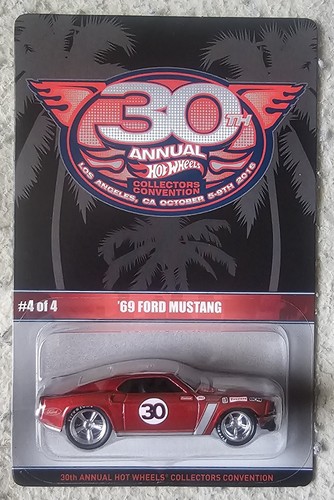 30TH
ANNUAL
Hot Wheels
COLLECTORS
CONVENTION
LOS ANGELES, CA OCTOBER 5-9TH 2016
#4 of 4
'69 FORD MUSTANG
30
30th ANNUAL HOT WHEELS® COLLECTORS CONVENTION